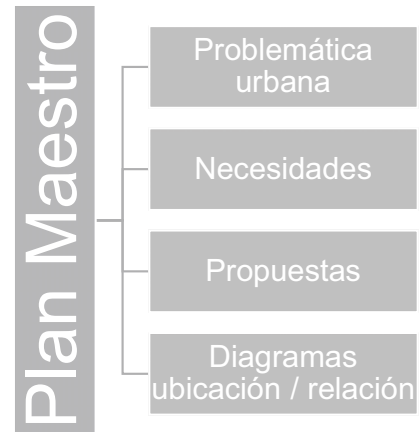 Plan Maestro
Problemática
urbana
Necesidades
Propuestas
Diagramas
ubicación / relación